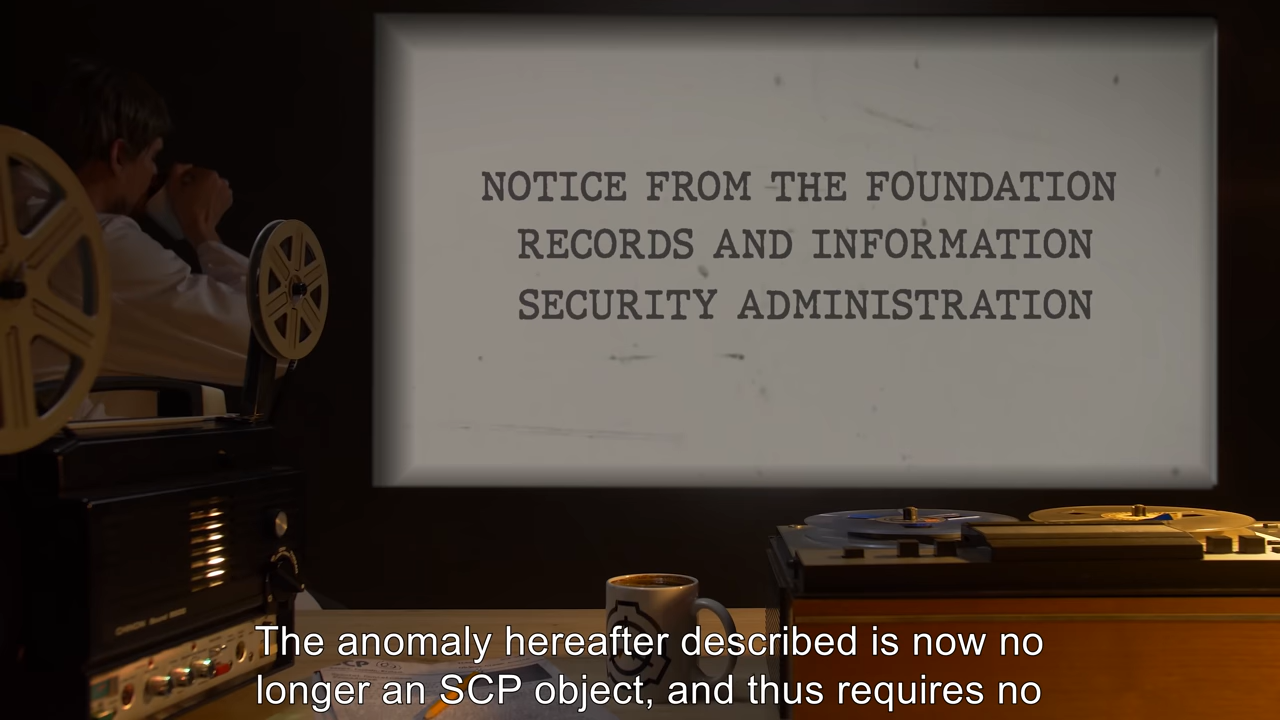 NOTICE FROM THE FOUNDATION
RECORDS AND INFORMATION
SECURITY ADMINISTRATION
SCP
The anomaly hereafter described is now no
longer an SCP object, and thus requires no